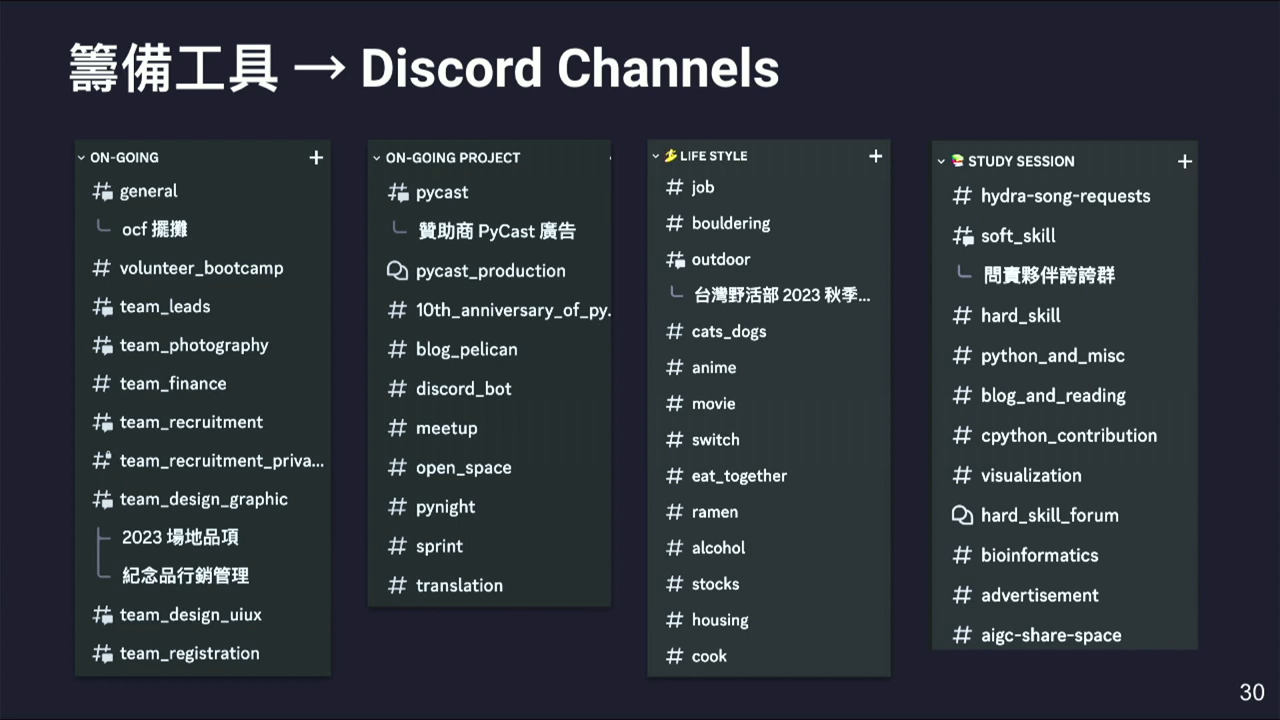 籌備工具 → Discord Channels
ON-GOING
general
ocf 擺攤
volunteer_bootcamp
team_leads
team_photography
team_finance
team_recruitment
team_recruitment_priva...
team_design_graphic
2023 場地品項
紀念品行銷管理
team_design_uiux
team_registration
ON-GOING PROJECT
pycast
贊助商 PyCast 廣告
pycast_production
10th_anniversary_of_py.
blog_pelican
discord_bot
meetup
open_space
pynight
sprint
translation
LIFE STYLE
job
bouldering
outdoor
台灣野活部 2023 秋季...
cats_dogs
anime
movie
switch
eat_together
ramen
alcohol
stocks
housing
cook
STUDY SESSION
hydra-song-requests
soft_skill
問責夥伴誇誇群
hard_skill
python_and_misc
blog_and_reading
cpython_contribution
visualization
hard_skill_forum
bioinformatics
advertisement
aigc-share-space
30